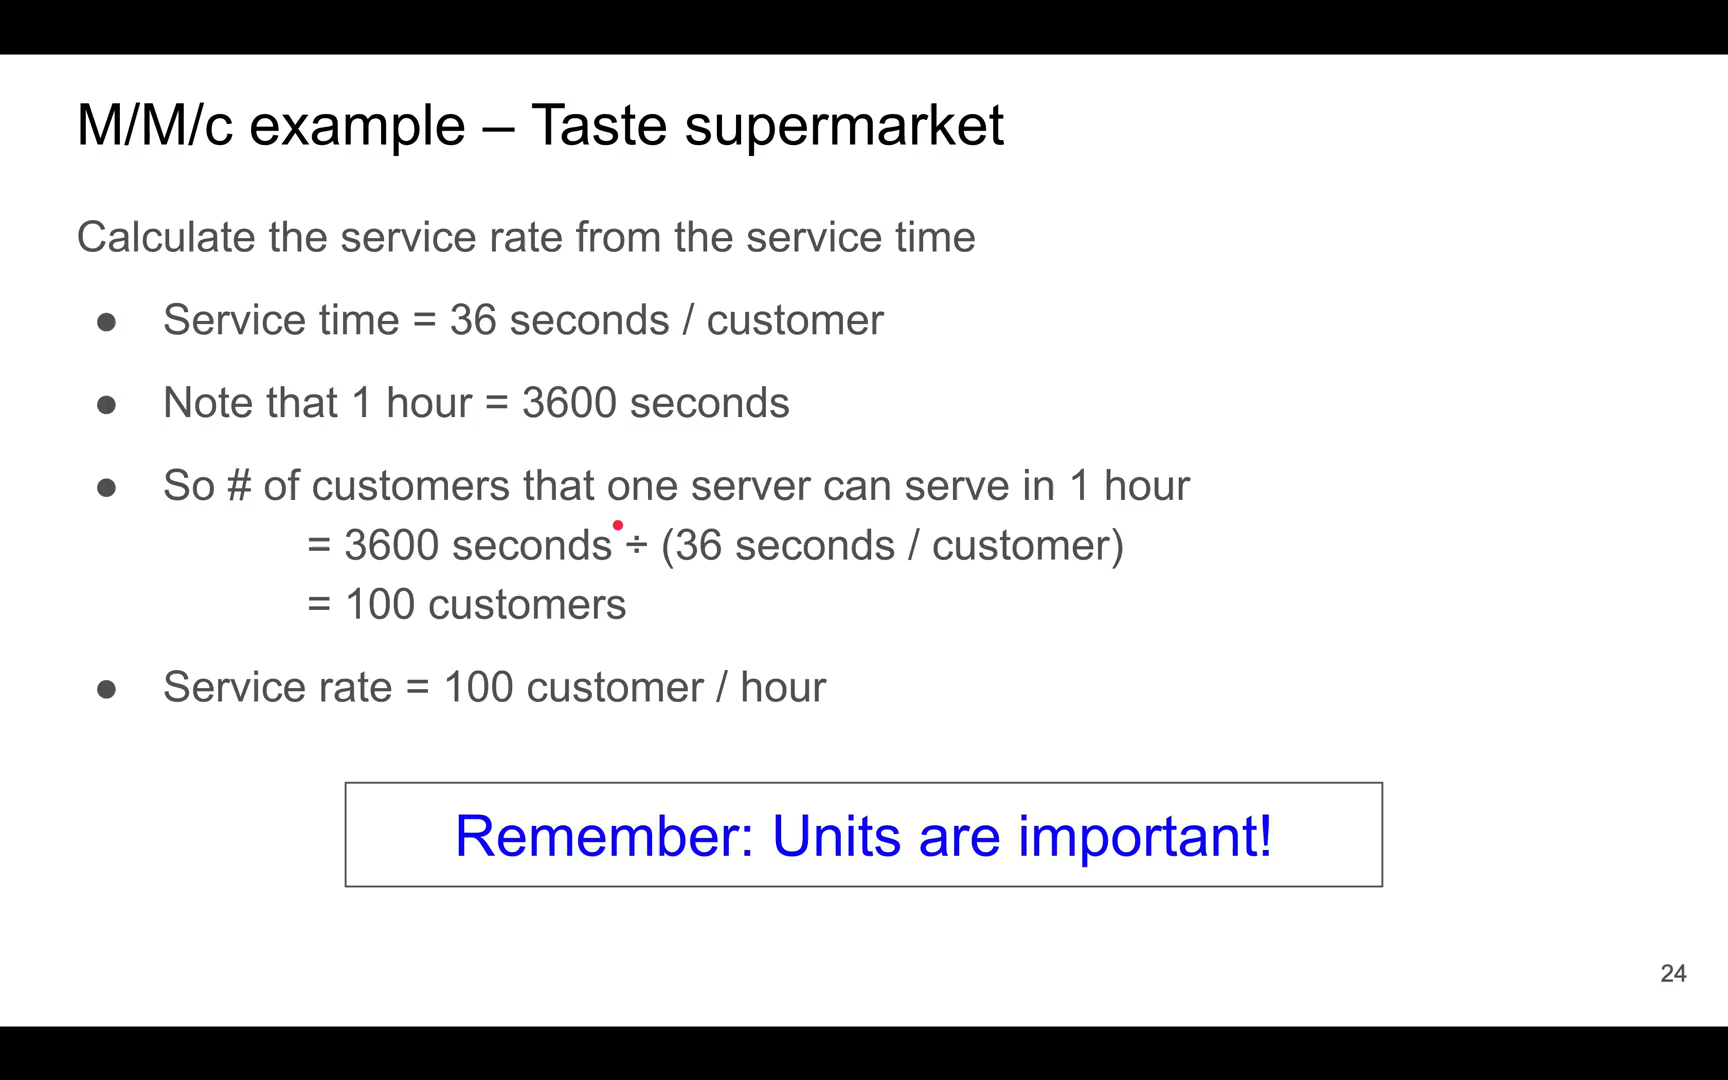 M/M/c example – Taste supermarket
Calculate the service rate from the service time
● Service time = 36 seconds / customer
● Note that 1 hour = 3600 seconds
● So # of customers that one server can serve in 1 hour
= 3600 seconds ÷ (36 seconds / customer)
= 100 customers
● Service rate = 100 customer / hour
Remember: Units are important!
24